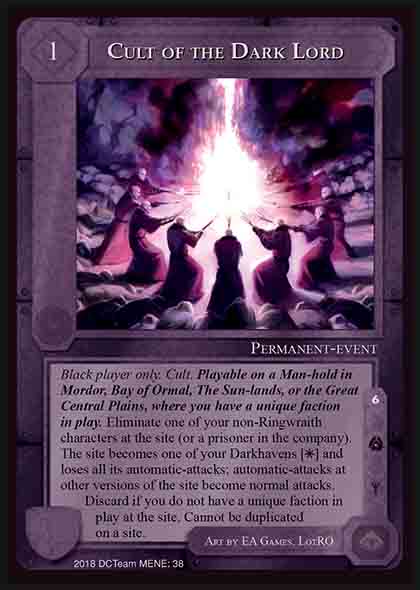 1
Cult of the Dark Lord
Permanent-event
Black player only. Cult. Playable on a Man-hold in
Mordor, Bay of Ormal, The Sun-lands, or the Great
Central Plains, where you have a unique faction
in play. Eliminate one of your non-Ringwraith
characters at the site (or a prisoner in the company).
The site becomes one of your Darkhavens [*] and
loses all its automatic-attacks; automatic-attacks at
other versions of the site become normal attacks.
Discard if you do not have a unique faction in
play at the site. Cannot be duplicated
on a site.
6
Art by EA Games, LotRO
2018 DCTeam MENE: 38